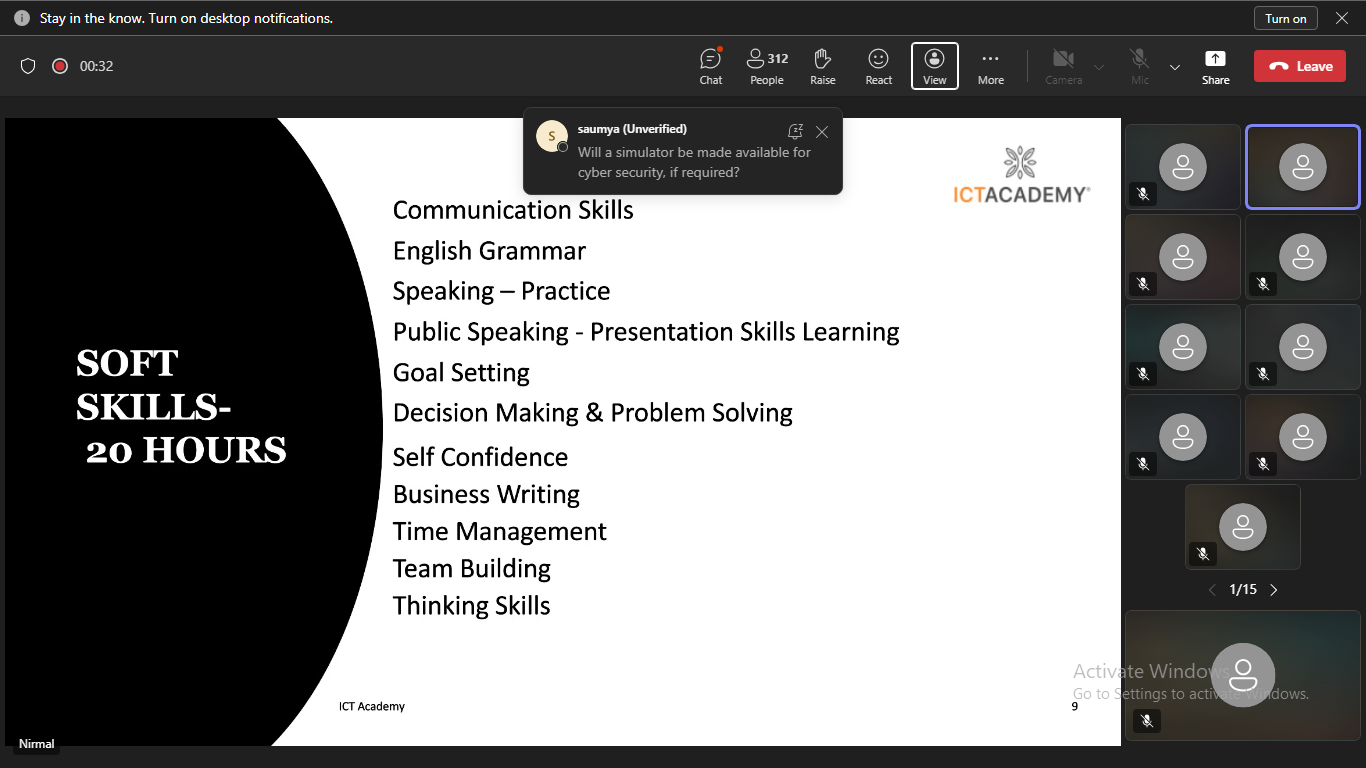 Stay in the know. Turn on desktop notifications.
Turn on
00:32
Chat
312
People
Raise
React
View
More
Camera
Mic
Share
Leave
S
saumya (Unverified)
Will a simulator be made available for
cyber security, if required?
ICTACADEMY®
SOFT
SKILLS-
20 HOURS
Communication Skills
English Grammar
Speaking – Practice
Public Speaking - Presentation Skills Learning
Goal Setting
Decision Making & Problem Solving
Self Confidence
Business Writing
Time Management
Team Building
Thinking Skills
ICT Academy
9
Nirmal
1/15
Activate Windows
Go to Settings to activate Windows.